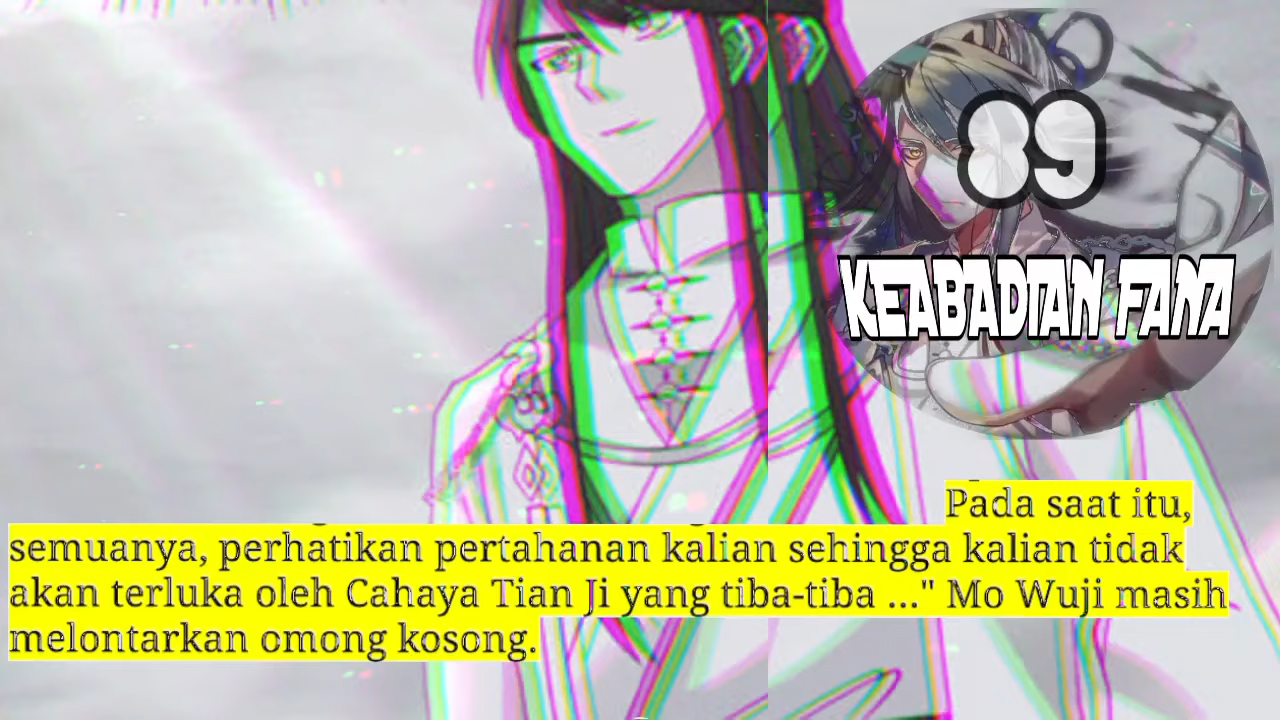 89
KEABADIAN FANA
Pada saat itu,
semuanya, perhatikan pertahanan kalian sehingga kalian tidak
akan terluka oleh Cahaya Tian Ji yang tiba-tiba ..." Mo Wuji masih
melontarkan omong kosong.